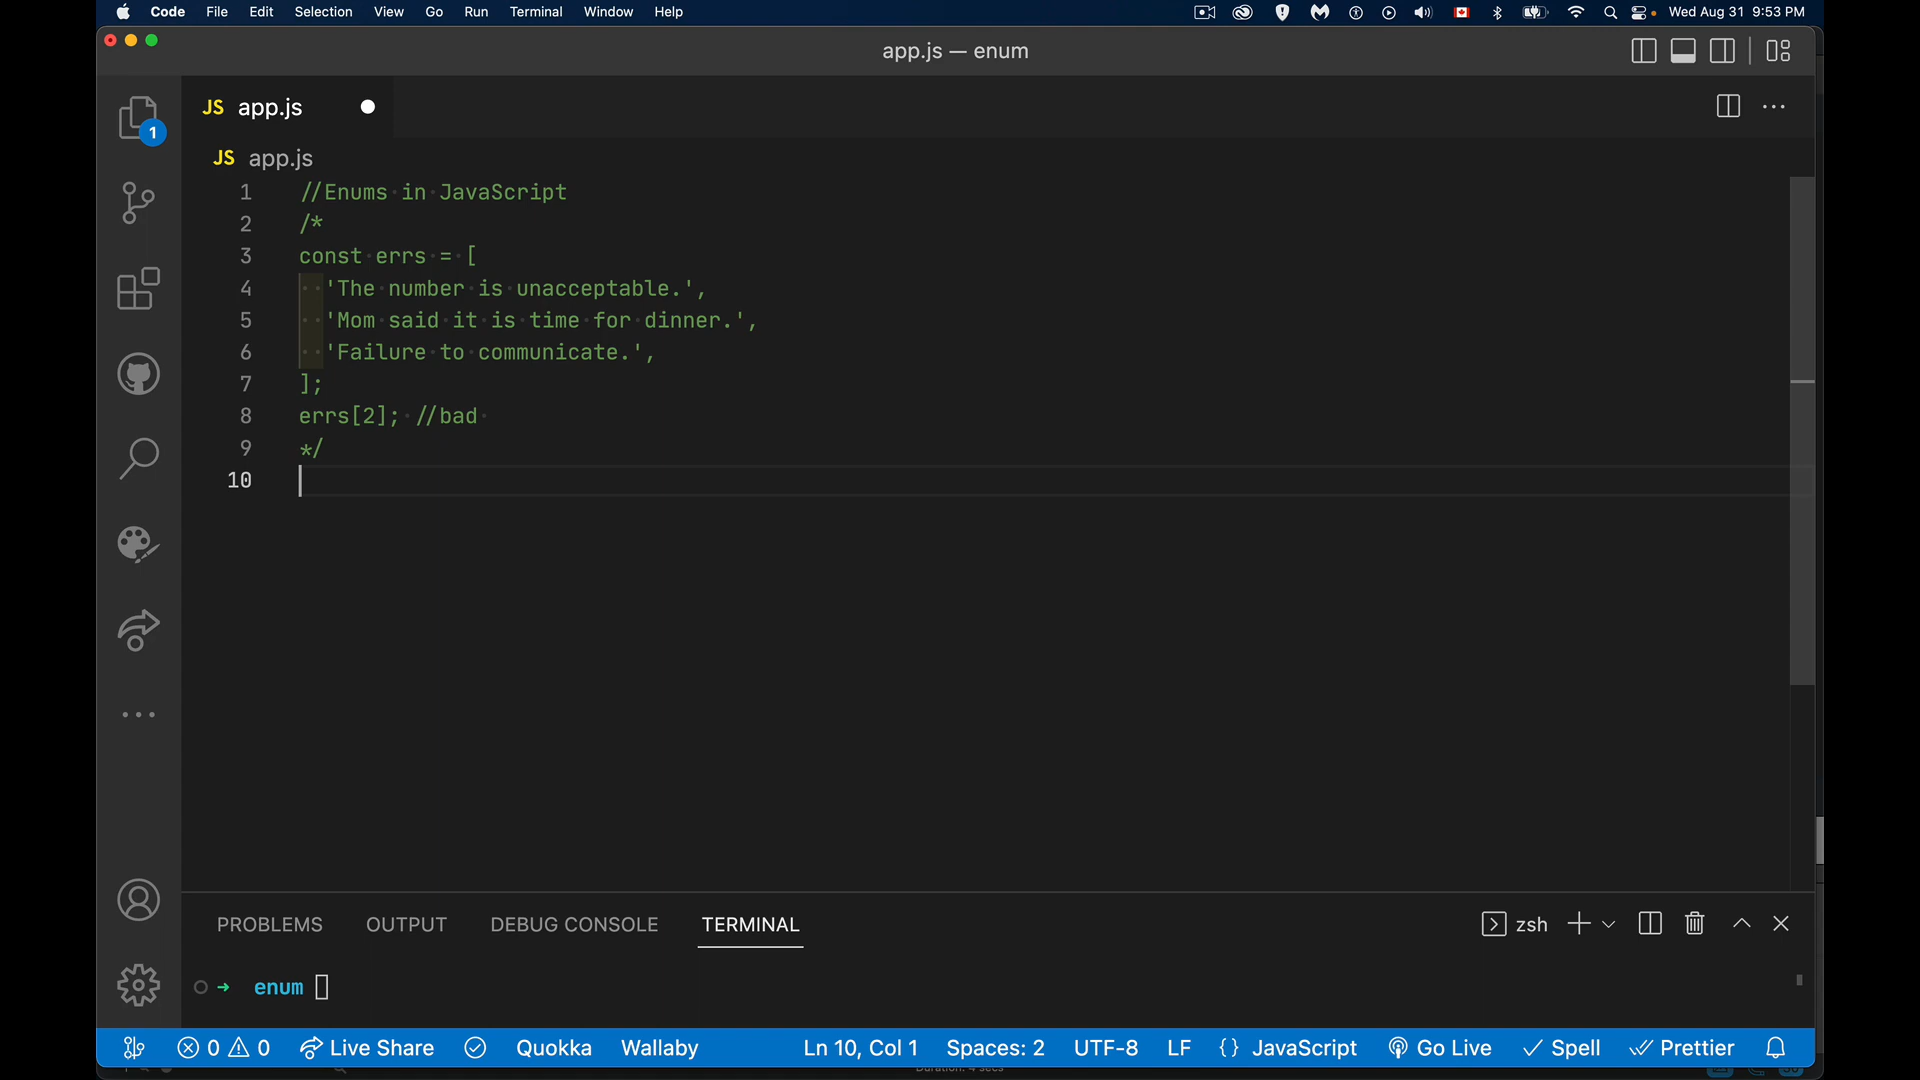 Code File Edit Selection View Go Run Terminal Window Help Wed Aug 31 9:53 PM
app.js — enum
JS app.js
1
JS app.js
1 //Enums in JavaScript
2 /*
3 const errs = [
4 'The number is unacceptable.',
5 'Mom said it is time for dinner.',
6 'Failure to communicate.',
7 ];
8 errs[2]; //bad
9 */
10
PROBLEMS OUTPUT DEBUG CONSOLE TERMINAL zsh
enum
0 0 Live Share Quokka Wallaby Ln 10, Col 1 Spaces: 2 UTF-8 LF {} JavaScript Go Live Spell Prettier